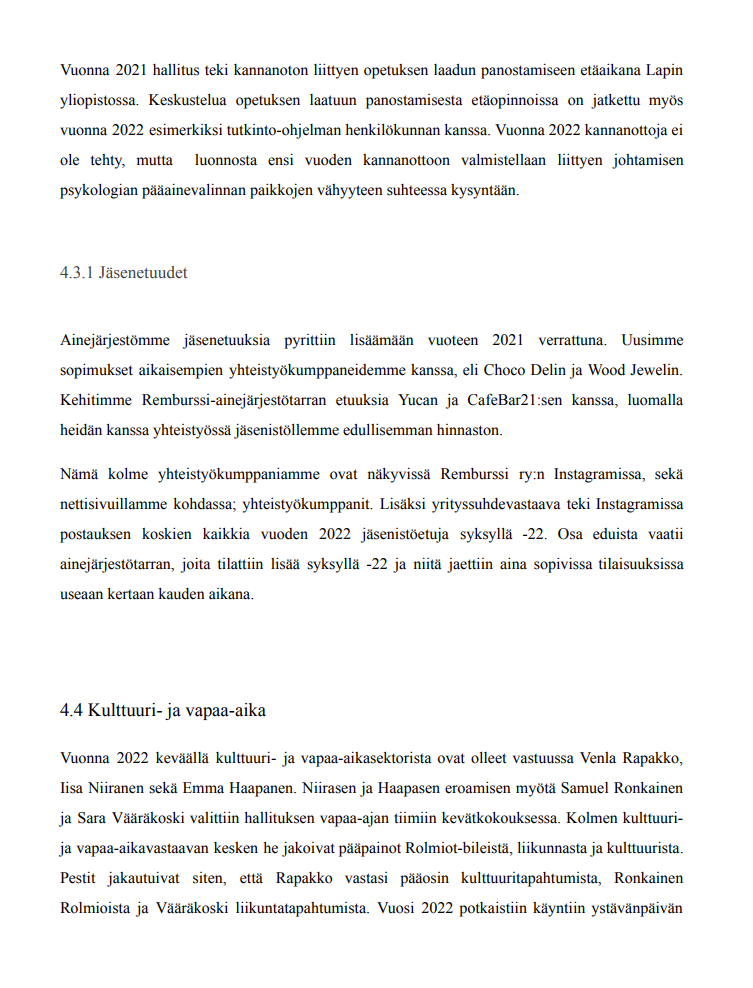 Vuonna 2021 hallitus teki kannanoton liittyen opetuksen laadun panostamiseen etäaikana Lapin
yliopistossa. Keskustelua opetuksen laatuun panostamisesta etäopinnoissa on jatkettu myös
vuonna 2022 esimerkiksi tutkinto-ohjelman henkilökunnan kanssa. Vuonna 2022 kannanottoja ei
ole tehty, mutta luonnosta ensi vuoden kannanottoon valmistellaan liittyen johtamisen
psykologian pääainevalinnan paikkojen vähyyteen suhteessa kysyntään.
4.3.1 Jäsenetuudet
Ainejärjestömme jäsenetuuksia pyrittiin lisäämään vuoteen 2021 verrattuna. Uusimme
sopimukset aikaisempien yhteistyökumppaneidemme kanssa, eli Choco Delin ja Wood Jewelin.
Kehitimme Remburssi-ainejärjestötarran etuuksia Yucan ja CafeBar21:sen kanssa, luomalla
heidän kanssa yhteistyössä jäsenistöllemme edullisemman hinnaston.
Nämä kolme yhteistyökumppaniamme ovat näkyvissä Remburssi ry:n Instagramissa, sekä
nettisivuillamme kohdassa; yhteistyökumppanit. Lisäksi yrityssuhdevastaava teki Instagramissa
postauksen koskien kaikkia vuoden 2022 jäsenistöetuja syksyllä -22. Osa eduista vaatii
ainejärjestötarran, joita tilattiin lisää syksyllä -22 ja niitä jaettiin aina sopivissa tilaisuuksissa
useaan kertaan kauden aikana.
4.4 Kulttuuri- ja vapaa-aika
Vuonna 2022 keväällä kulttuuri- ja vapaa-aikasektorista ovat olleet vastuussa Venla Rapakko,
Iisa Niiranen sekä Emma Haapanen. Niirasen ja Haapasen eroamisen myötä Samuel Ronkainen
ja Sara Vääräkoski valittiin hallituksen vapaa-ajan tiimiin kevätkokouksessa. Kolmen kulttuuri-
ja vapaa-aikavastaavan kesken he jakoivat pääpainot Rolmiot-bileistä, liikunnasta ja kulttuurista.
Pestit jakautuivat siten, että Rapakko vastasi pääosin kulttuuritapahtumista, Ronkainen
Rolmioista ja Vääräkoski liikuntatapahtumista. Vuosi 2022 potkaistiin käyntiin ystävänpäivän